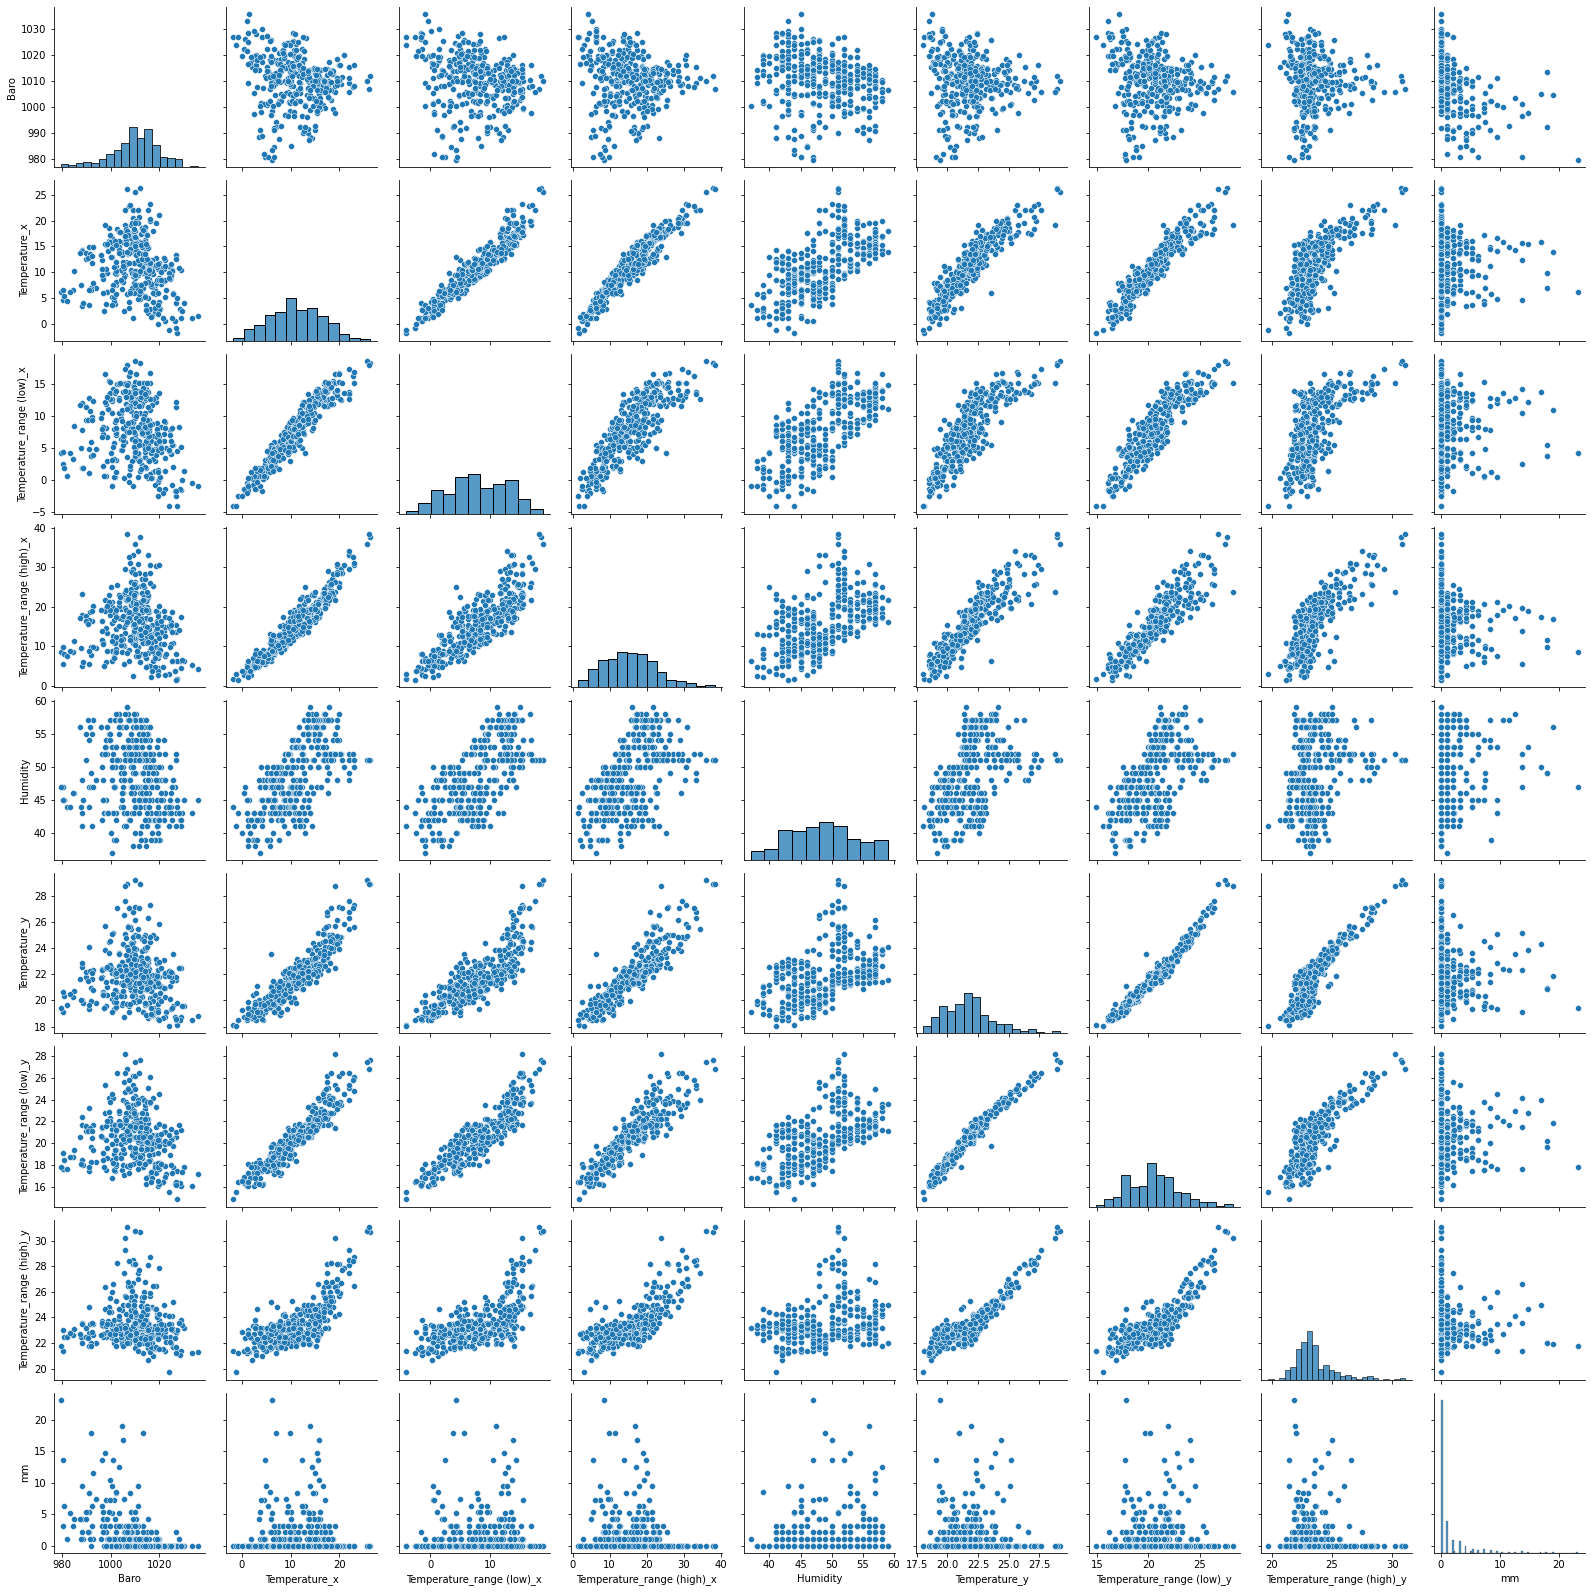 1030
1020
1010
1000
990
980
Baro
25
20
15
10
5
0
Temperature_x
15
10
5
0
−5
Temperature_range (low)_x
40
30
20
10
0
Temperature_range (high)_x
60
55
50
45
40
Humidity
28
26
24
22
20
18
Temperature_y
28
26
24
22
20
18
16
Temperature_range (low)_y
30
28
26
24
22
20
Temperature_range (high)_y
20
15
10
5
0
mm
980 1000 1020
0 10 20
0 10
0 10 20 30 40
40 45 50 55 60
17.5 20.0 22.5 25.0 27.5
15 20 25
20 25 30
0 10 20
Baro Temperature_x Temperature_range (low)_x Temperature_range (high)_x Humidity Temperature_y Temperature_range (low)_y Temperature_range (high)_y mm